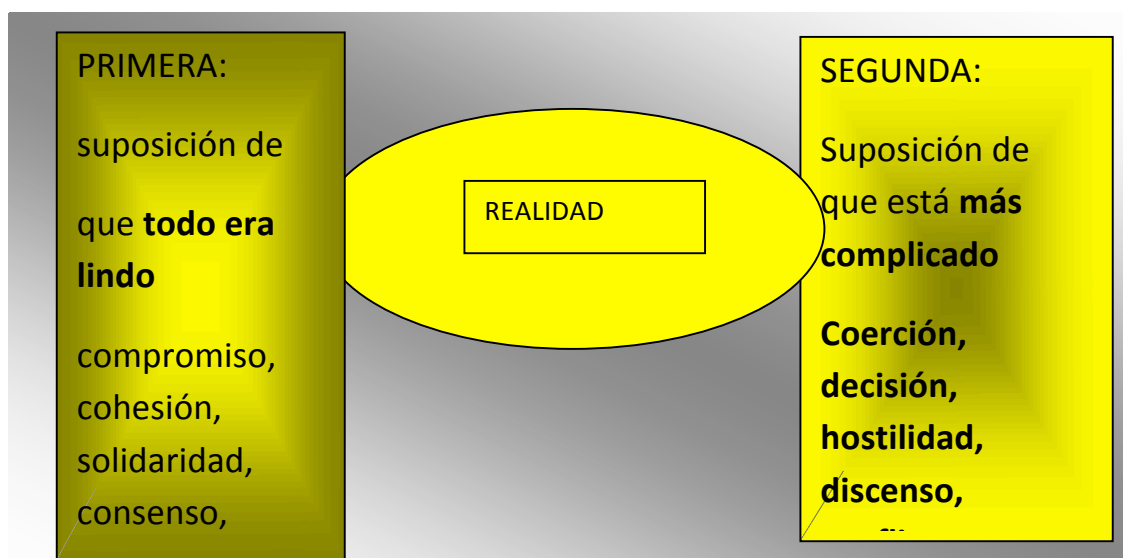 PRIMERA:
suposición de
que todo era
lindo
compromiso,
cohesión,
solidaridad,
consenso,
REALIDAD
SEGUNDA:
Suposición de
que está más
complicado
Coerción,
decisión,
hostilidad,
discenso,